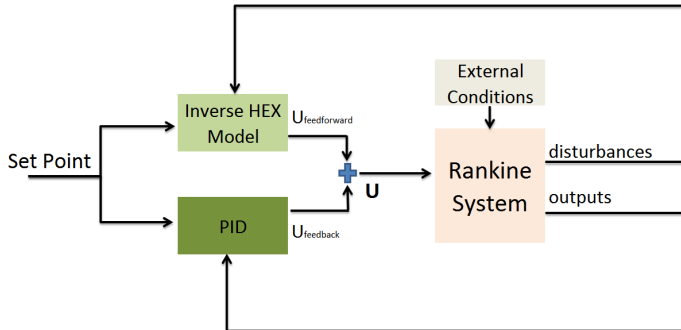 External
Conditions
Inverse HEX
Model
Ufeedforward
Set Point
U
Rankine
System
disturbances
outputs
PID
Ufeedback